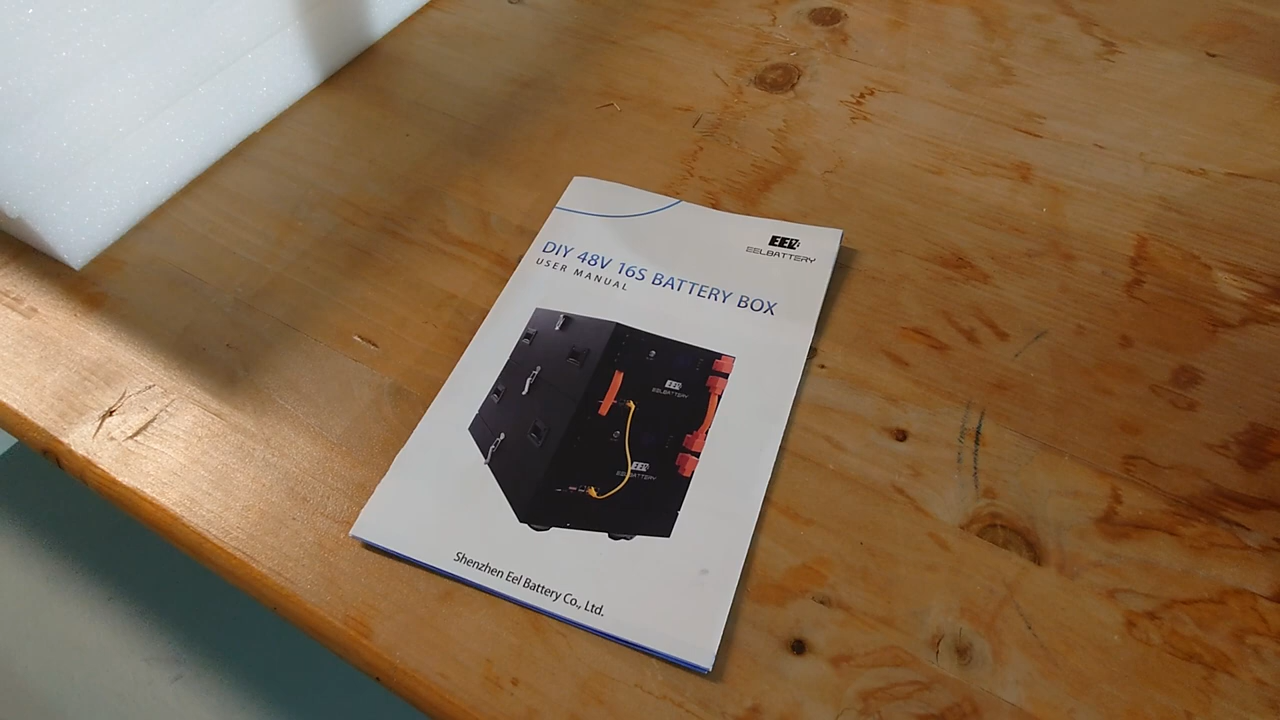 EEL
EELBATTERY
DIY 48V 16S BATTERY BOX
USER MANUAL
EEL
EELBATTERY
EEL
EELBATTERY
Shenzhen Eel Battery Co., Ltd.